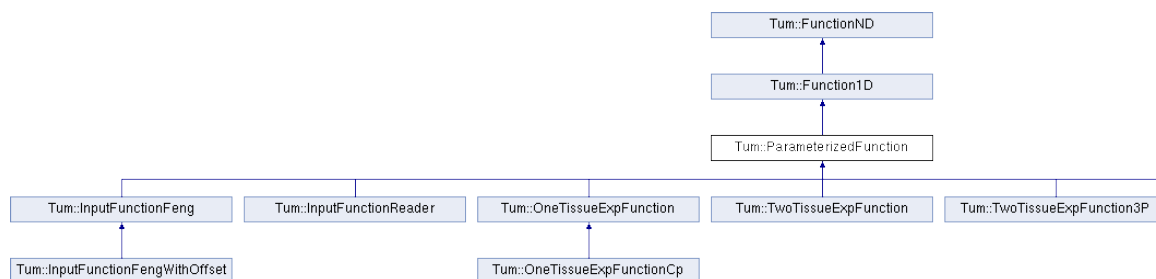 Tum::FunctionND
Tum::Function1D
Tum::ParameterizedFunction
Tum::InputFunctionFeng
Tum::InputFunctionReader
Tum::OneTissueExpFunction
Tum::TwoTissueExpFunction
Tum::TwoTissueExpFunction3P
Tum::InputFunctionFengWithOffset
Tum::OneTissueExpFunctionCp